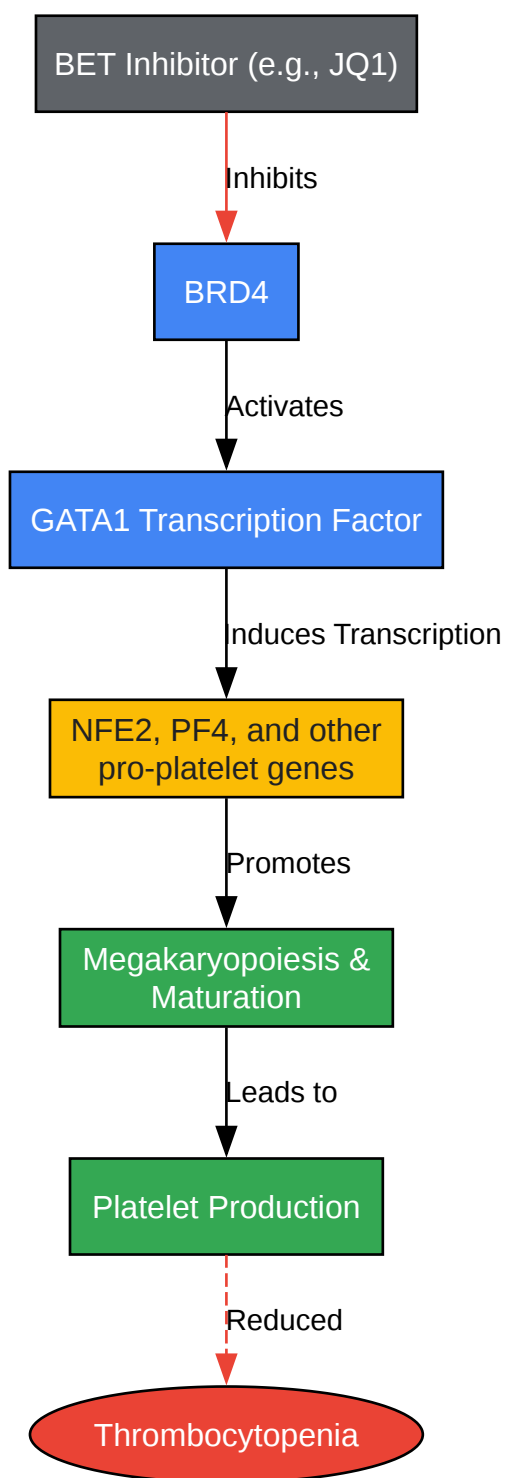 BET Inhibitor (e.g., JQ1)
Inhibits
BRD4
Activates
GATA1 Transcription Factor
Induces Transcription
NFE2, PF4, and other
pro-platelet genes
Promotes
Megakaryopoiesis &
Maturation
Leads to
Platelet Production
Reduced
Thrombocytopenia